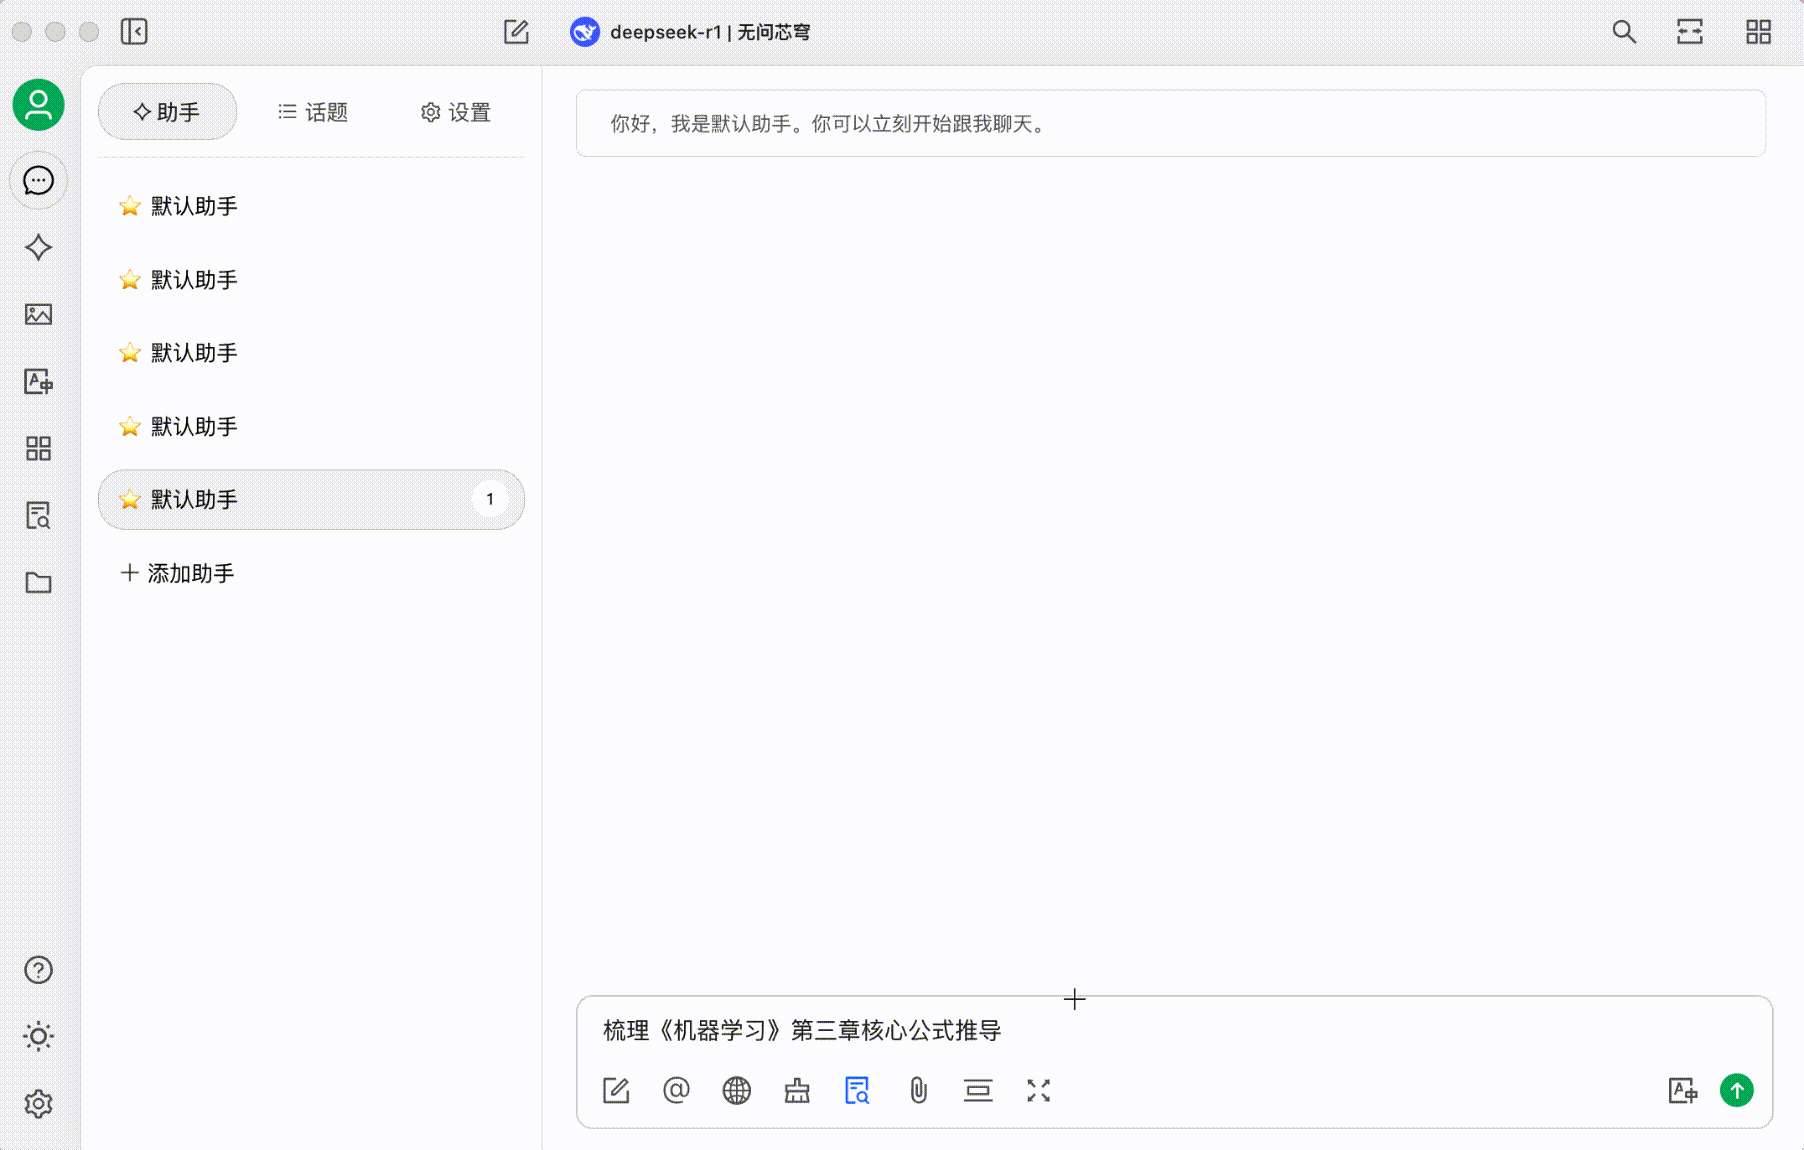 deepseek-r1 | 无问芯穹
助手
话题
设置
默认助手
默认助手
默认助手
默认助手
默认助手
1
添加助手
你好，我是默认助手。你可以立刻开始跟我聊天。
梳理《机器学习》第三章核心公式推导